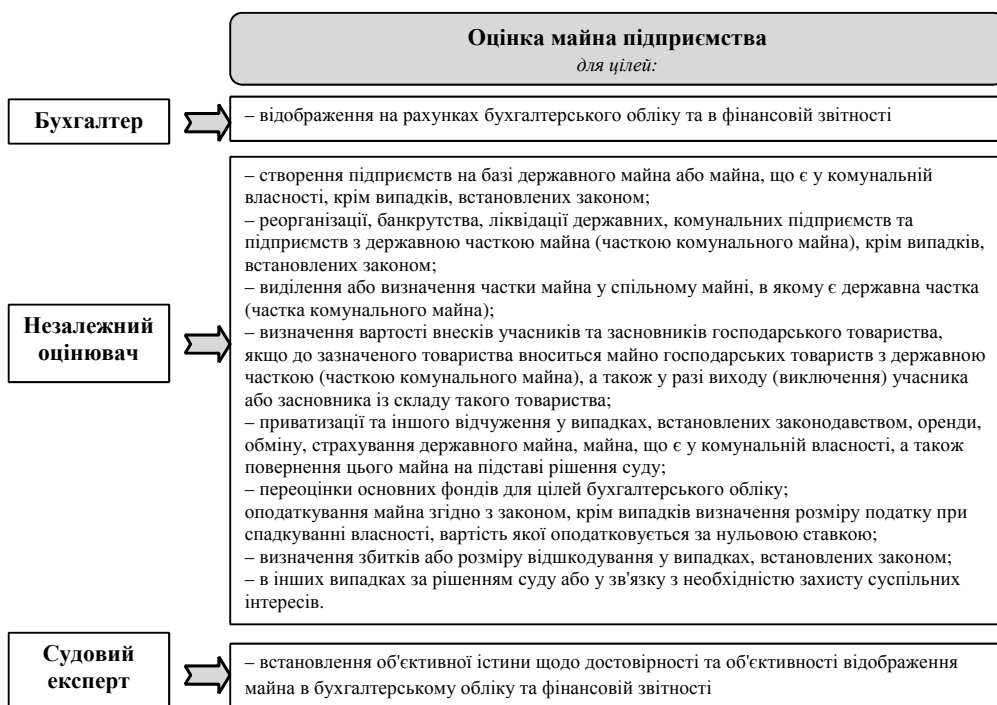 Оцінка майна підприємства
для цілей:
Бухгалтер
– відображення на рахунках бухгалтерського обліку та в фінансовій звітності
Незалежний
оцінювач
– створення підприємств на базі державного майна або майна, що є у комунальній
власності, крім випадків, встановлених законом;
– реорганізації, банкрутства, ліквідації державних, комунальних підприємств та
підприємств з державною часткою майна (часткою комунального майна), крім випадків,
встановлених законом;
– виділення або визначення частки майна у спільному майні, в якому є державна частка
(частка комунального майна);
– визначення вартості внесків учасників та засновників господарського товариства,
якщо до зазначеного товариства вноситься майно господарських товариств з державною
часткою (часткою комунального майна), а також у разі виходу (виключення) учасника
або засновника із складу такого товариства;
– приватизації та іншого відчуження у випадках, встановлених законодавством, оренди,
обміну, страхування державного майна, майна, що є у комунальній власності, а також
повернення цього майна на підставі рішення суду;
– переоцінки основних фондів для цілей бухгалтерського обліку;
оподаткування майна згідно з законом, крім випадків визначення розміру податку при
спадкуванні власності, вартість якої оподатковується за нульовою ставкою;
– визначення збитків або розміру відшкодування у випадках, встановлених законом;
– в інших випадках за рішенням суду або у зв'язку з необхідністю захисту суспільних
інтересів.
Судовий
експерт
– встановлення об'єктивної істини щодо достовірності та об'єктивності відображення
майна в бухгалтерському обліку та фінансовій звітності